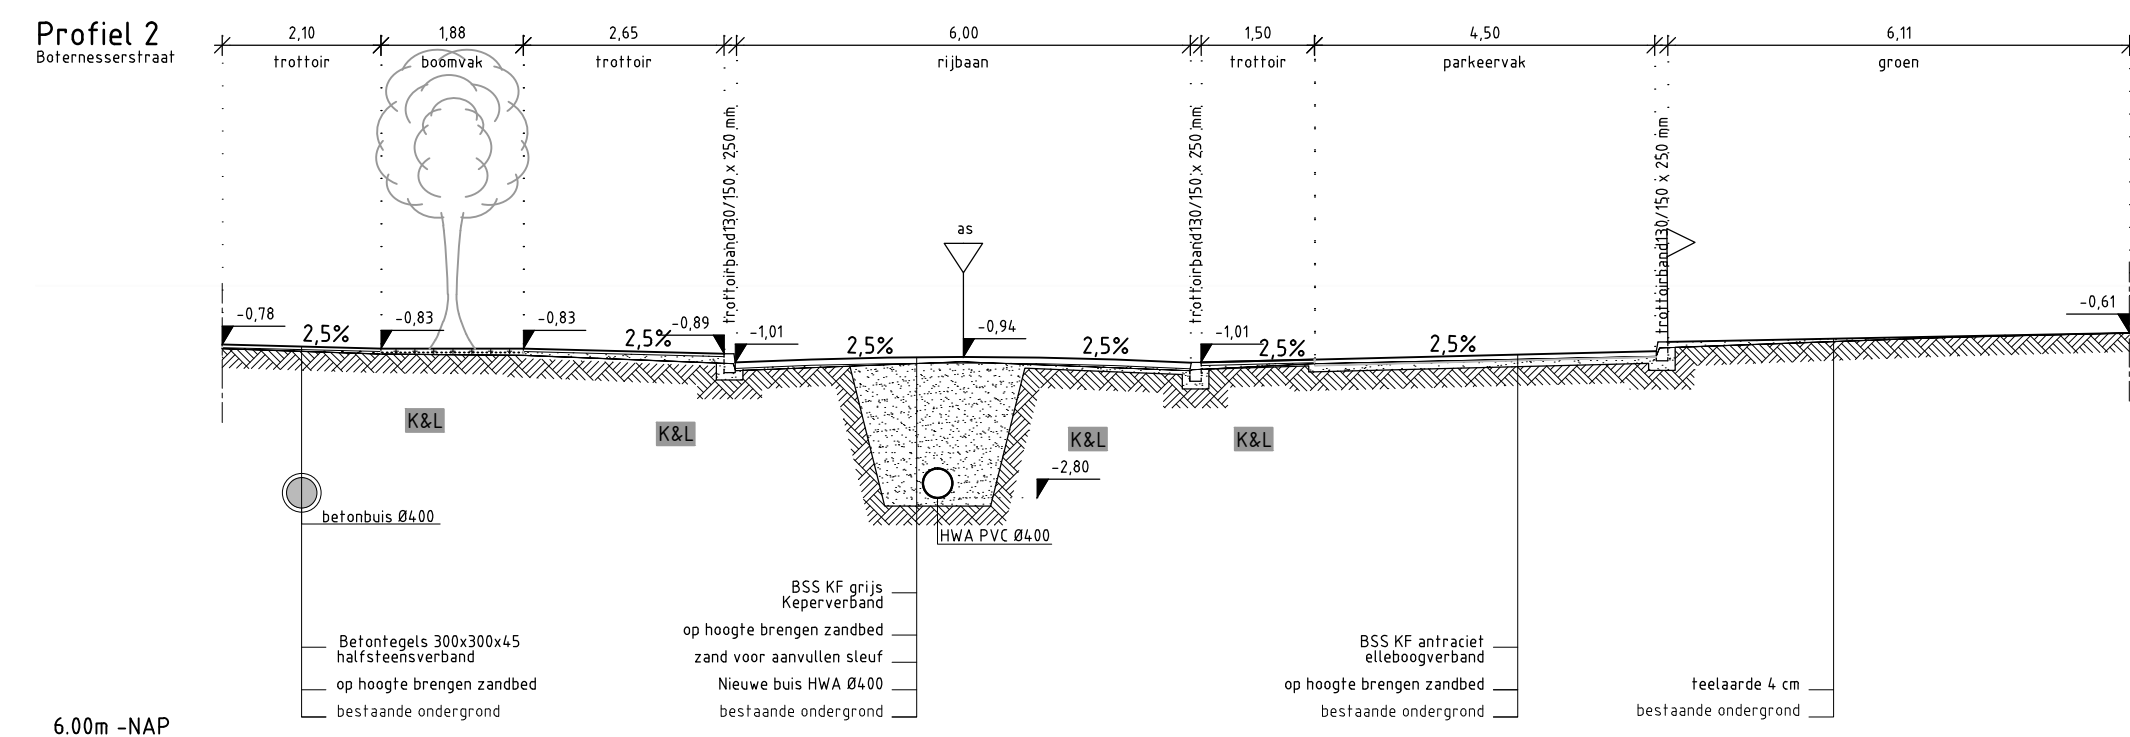 Profiel 2
Boternesserstraat
2,10
1,88
2,65
6,00
1,50
4,50
6,11
trottoir
boomvak
trottoir
rijbaan
trottoir
parkeervak
groen
trottoirband130/150 x 250 mm
trottoirband130/150 x 250 mm
trottoirband130/150 x 250 mm
as
-0,78
2,5%
-0,83
-0,83
2,5%
-0,89
-1,01
2,5%
-0,94
2,5%
-1,01
2,5%
2,5%
-0,61
K&L
K&L
K&L
K&L
-2,80
betonbuis Ø400
HWA PVC Ø400
Betontegels 300x300x45
halfsteensverband
op hoogte brengen zandbed
bestaande ondergrond
BSS KF grijs
Keperverband
op hoogte brengen zandbed
zand voor aanvullen sleuf
Nieuwe buis HWA Ø400
bestaande ondergrond
BSS KF antraciet
elleboogverband
op hoogte brengen zandbed
bestaande ondergrond
teelaarde 4 cm
bestaande ondergrond
6.00m -NAP